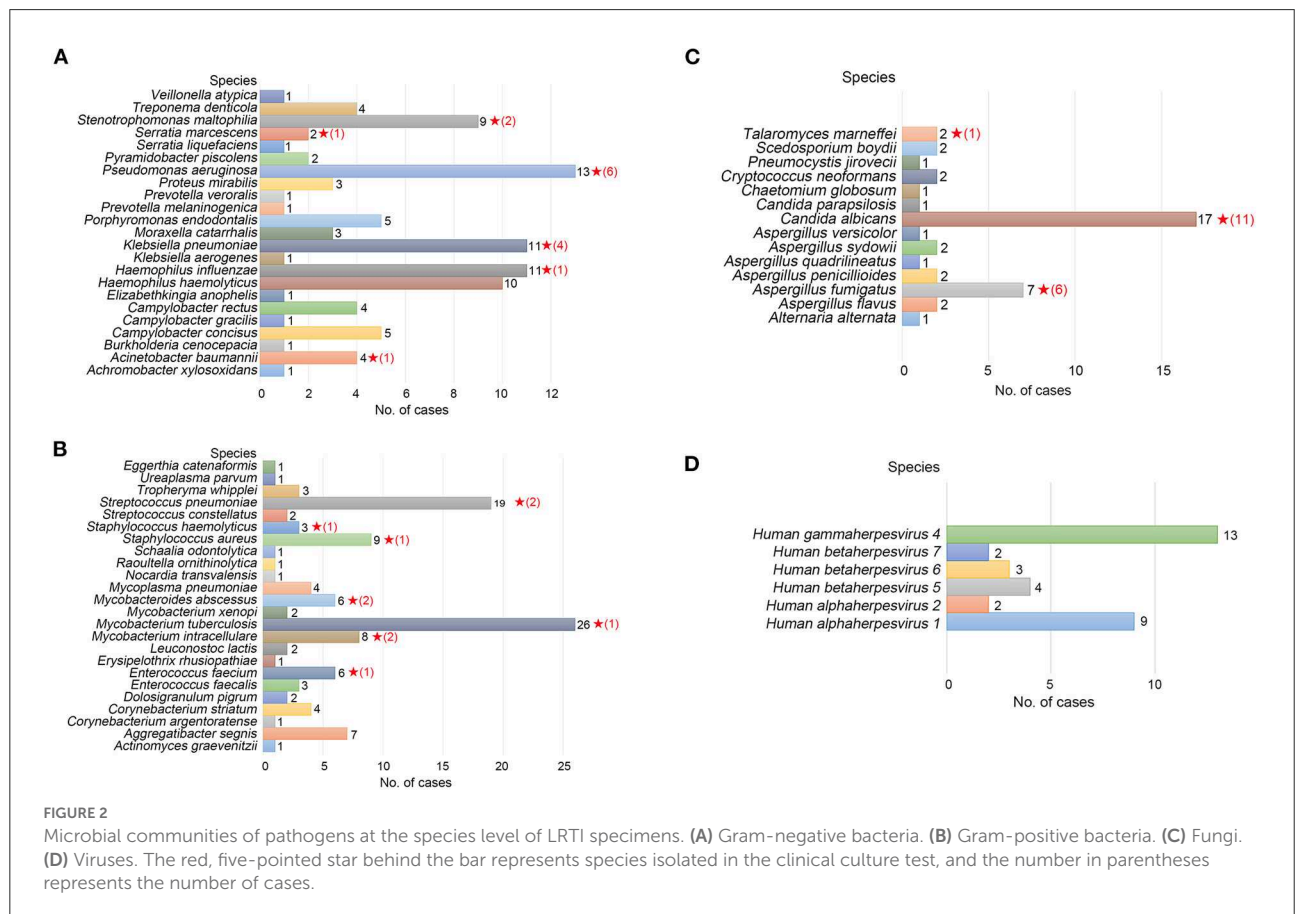 A
Species
Veillonella atypica 1
Treponema denticola 4
Stenotrophomonas maltophilia 9 ★(2)
Serratia marcescens 2 ★(1)
Serratia liquefaciens 1
Pyramidobacter piscolens 2
Pseudomonas aeruginosa 13 ★(6)
Proteus mirabilis 3
Prevotella veroralis 1
Prevotella melaninogenica 1
Porphyromonas endodontalis 5
Moraxella catarrhalis 3
Klebsiella pneumoniae 11 ★(4)
Klebsiella aerogenes 1
Haemophilus influenzae 11 ★(1)
Haemophilus haemolyticus 10
Elizabethkingia anophelis 1
Campylobacter rectus 4
Campylobacter gracilis 1
Campylobacter concisus 5
Burkholderia cenocepacia 1
Acinetobacter baumannii 4 ★(1)
Achromobacter xylosoxidans 1
0 2 4 6 8 10 12
No. of cases
B
Species
Eggerthia catenaformis 1
Ureaplasma parvum 1
Tropheryma whipplei 3
Streptococcus pneumoniae 19 ★(2)
Streptococcus constellatus 2
Staphylococcus haemolyticus 3 ★(1)
Staphylococcus aureus 9 ★(1)
Schaalia odontolytica 1
Raoultella ornithinolytica 1
Nocardia transvalensis 1
Mycoplasma pneumoniae 4
Mycobacteroides abscessus 6 ★(2)
Mycobacterium xenopi 2
Mycobacterium tuberculosis 26 ★(1)
Mycobacterium intracellulare 8 ★(2)
Leuconostoc lactis 2
Erysipelothrix rhusiopathiae 1
Enterococcus faecium 6 ★(1)
Enterococcus faecalis 3
Dolosigranulum pigrum 2
Corynebacterium striatum 4
Corynebacterium argentoratense 1
Aggregatibacter segnis 7
Actinomyces graevenitzii 1
0 5 10 15 20 25
No. of cases
C
Species
Talaromyces marneffei 2 ★(1)
Scedosporium boydii 2
Pneumocystis jirovecii 1
Cryptococcus neoformans 2
Chaetomium globosum 1
Candida parapsilosis 1
Candida albicans 17 ★(11)
Aspergillus versicolor 1
Aspergillus sydowii 2
Aspergillus quadrilineatus 1
Aspergillus penicillioides 2
Aspergillus fumigatus 7 ★(6)
Aspergillus flavus 2
Alternaria alternata 1
0 5 10 15
No. of cases
D
Species
Human gammaherpesvirus 4 13
Human betaherpesvirus 7 2
Human betaherpesvirus 6 3
Human betaherpesvirus 5 4
Human alphaherpesvirus 2 2
Human alphaherpesvirus 1 9
0 5 10
No. of cases
FIGURE 2
Microbial communities of pathogens at the species level of LRTI specimens. (A) Gram-negative bacteria. (B) Gram-positive bacteria. (C) Fungi.
(D) Viruses. The red, five-pointed star behind the bar represents species isolated in the clinical culture test, and the number in parentheses
represents the number of cases.